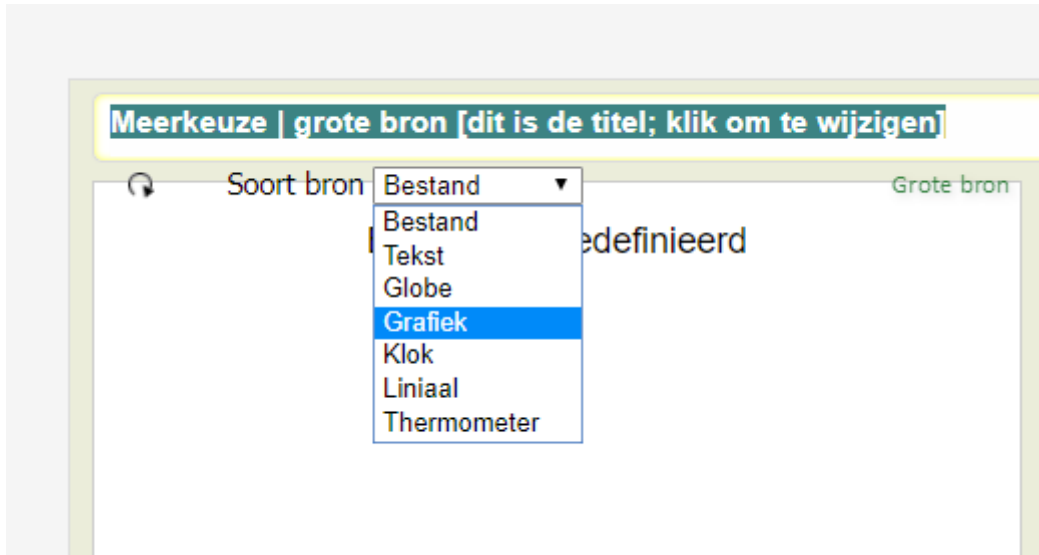 Meerkeuze | grote bron [dit is de titel; klik om te wijzigen]
Soort bron Bestand Grote bron
Bestand
edefinieerd
Tekst
Globe
Grafiek
Klok
Liniaal
Thermometer